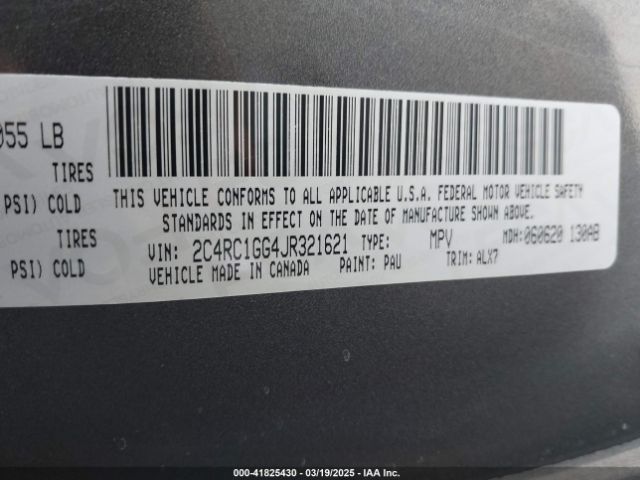 055 LB
TIRES
PSI) COLD
TIRES
PSI) COLD
THIS VEHICLE CONFORMS TO ALL APPLICABLE U.S.A. FEDERAL MOTOR VEHICLE SAFETY
STANDARDS IN EFFECT ON THE DATE OF MANUFACTURE SHOWN ABOVE.
VIN: 2C4RC1GG4JR321621 TYPE: MPV MDH:060620 130AB
VEHICLE MADE IN CANADA PAINT: PAU TRIM: ALX7
000-41825430 - 03/19/2025 - IAA Inc.